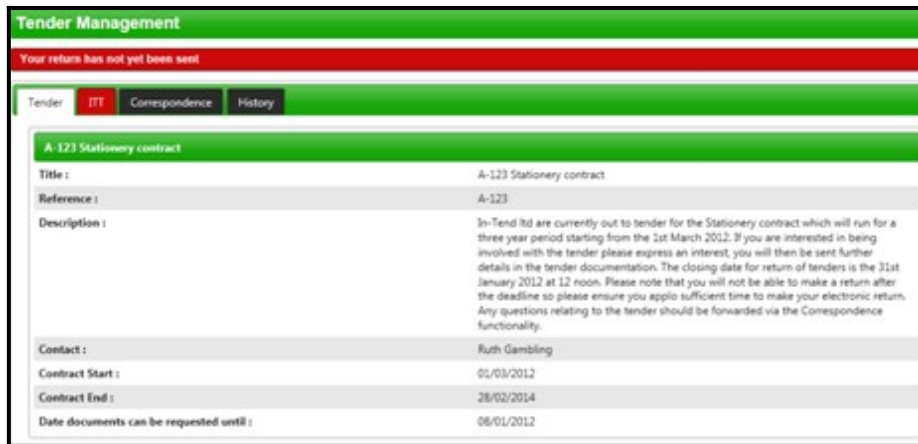 Tender Management
Your return has not yet been sent
Tender ITT Correspondence History
A-123 Stationery contract
Title : A-123 Stationery contract
Reference : A-123
Description : In-Tend ltd are currently out to tender for the Stationery contract which will run for a
three year period starting from the 1st March 2012. If you are interested in being
involved with the tender please express an interest, you will then be sent further
details in the tender documentation. The closing date for return of tenders is the 31st
January 2012 at 12 noon. Please note that you will not be able to make a return after
the deadline so please ensure you applo sufficient time to make your electronic return.
Any questions relating to the tender should be forwarded via the Correspondence
functionality.
Contact : Ruth Gambling
Contract Start : 01/03/2012
Contract End : 28/02/2014
Date documents can be requested until : 08/01/2012